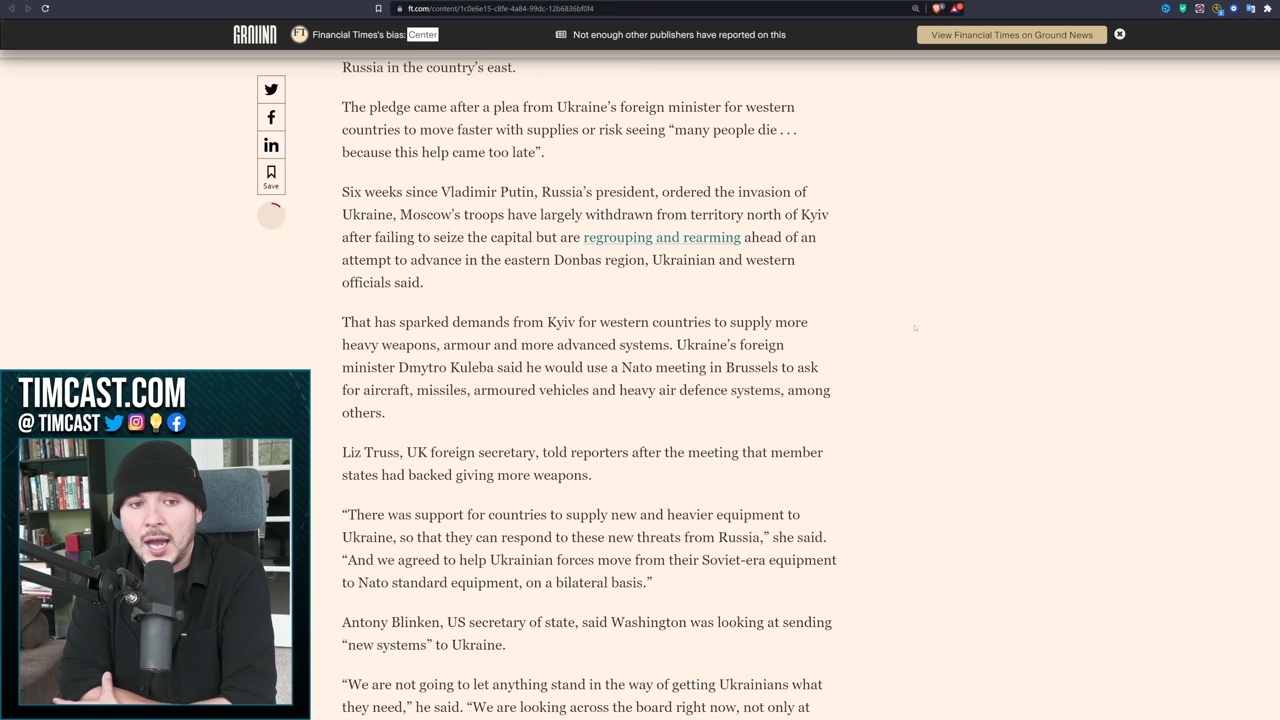 ft.com/content/1c0e6e15-c8fe-4a84-99dc-12b6836bf0f4
GROUND
FT Financial Times's bias: Center
Not enough other publishers have reported on this
View Financial Times on Ground News
Russia in the country’s east.
The pledge came after a plea from Ukraine’s foreign minister for western
countries to move faster with supplies or risk seeing “many people die . . .
because this help came too late”.
Six weeks since Vladimir Putin, Russia’s president, ordered the invasion of
Ukraine, Moscow’s troops have largely withdrawn from territory north of Kyiv
after failing to seize the capital but are regrouping and rearming ahead of an
attempt to advance in the eastern Donbas region, Ukrainian and western
officials said.
That has sparked demands from Kyiv for western countries to supply more
heavy weapons, armour and more advanced systems. Ukraine’s foreign
minister Dmytro Kuleba said he would use a Nato meeting in Brussels to ask
for aircraft, missiles, armoured vehicles and heavy air defence systems, among
others.
Liz Truss, UK foreign secretary, told reporters after the meeting that member
states had backed giving more weapons.
“There was support for countries to supply new and heavier equipment to
Ukraine, so that they can respond to these new threats from Russia,” she said.
“And we agreed to help Ukrainian forces move from their Soviet-era equipment
to Nato standard equipment, on a bilateral basis.”
Antony Blinken, US secretary of state, said Washington was looking at sending
“new systems” to Ukraine.
“We are not going to let anything stand in the way of getting Ukrainians what
they need,” he said. “We are looking across the board right now, not only at
Save
TIMCAST.COM
@ TIMCAST